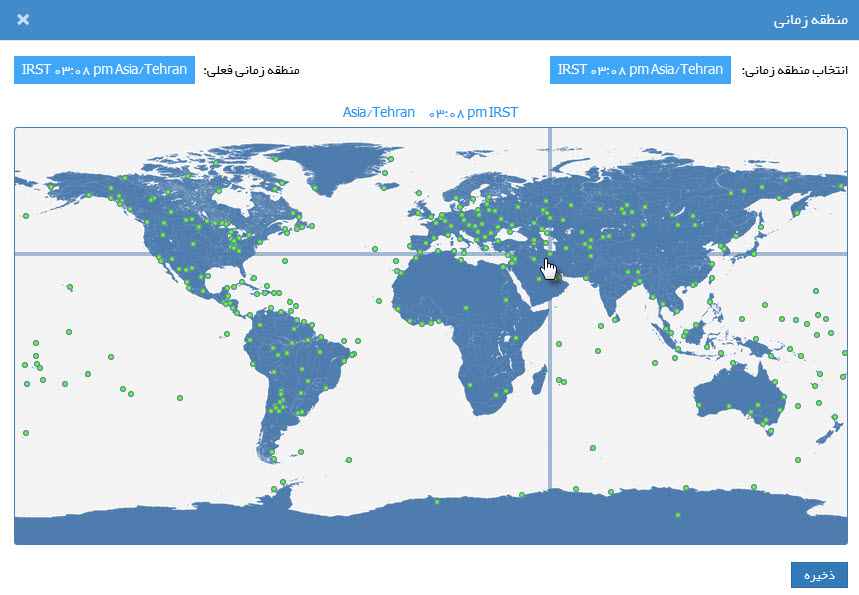 منطقه زمانی
انتخاب منطقه زمانی: IRST ۰۳:۰۸ pm Asia/Tehran
منطقه زمانی فعلی: IRST ۰۳:۰۸ pm Asia/Tehran
Asia/Tehran ۰۳:۰۸ pm IRST
ذخیره